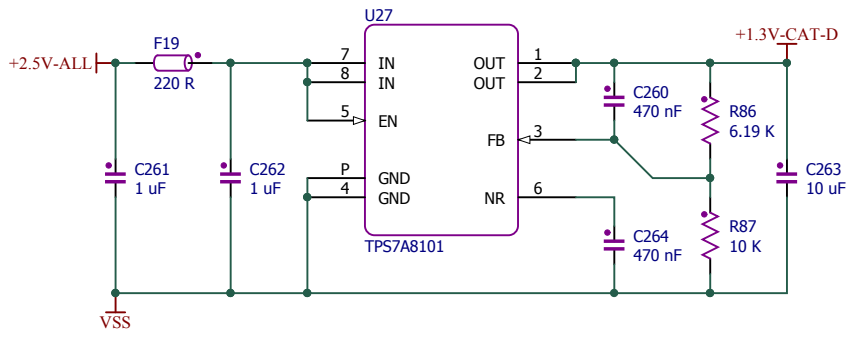 U27
+1.3V-CAT-D
F19
+2.5V-ALL
220 R
7 IN OUT 1
8 IN OUT 2
5 EN
C260
470 nF
R86
6.19 K
FB 3
C261
1 uF
C262
1 uF
P GND
4 GND
NR 6
C263
10 uF
R87
10 K
C264
470 nF
TPS7A8101
VSS